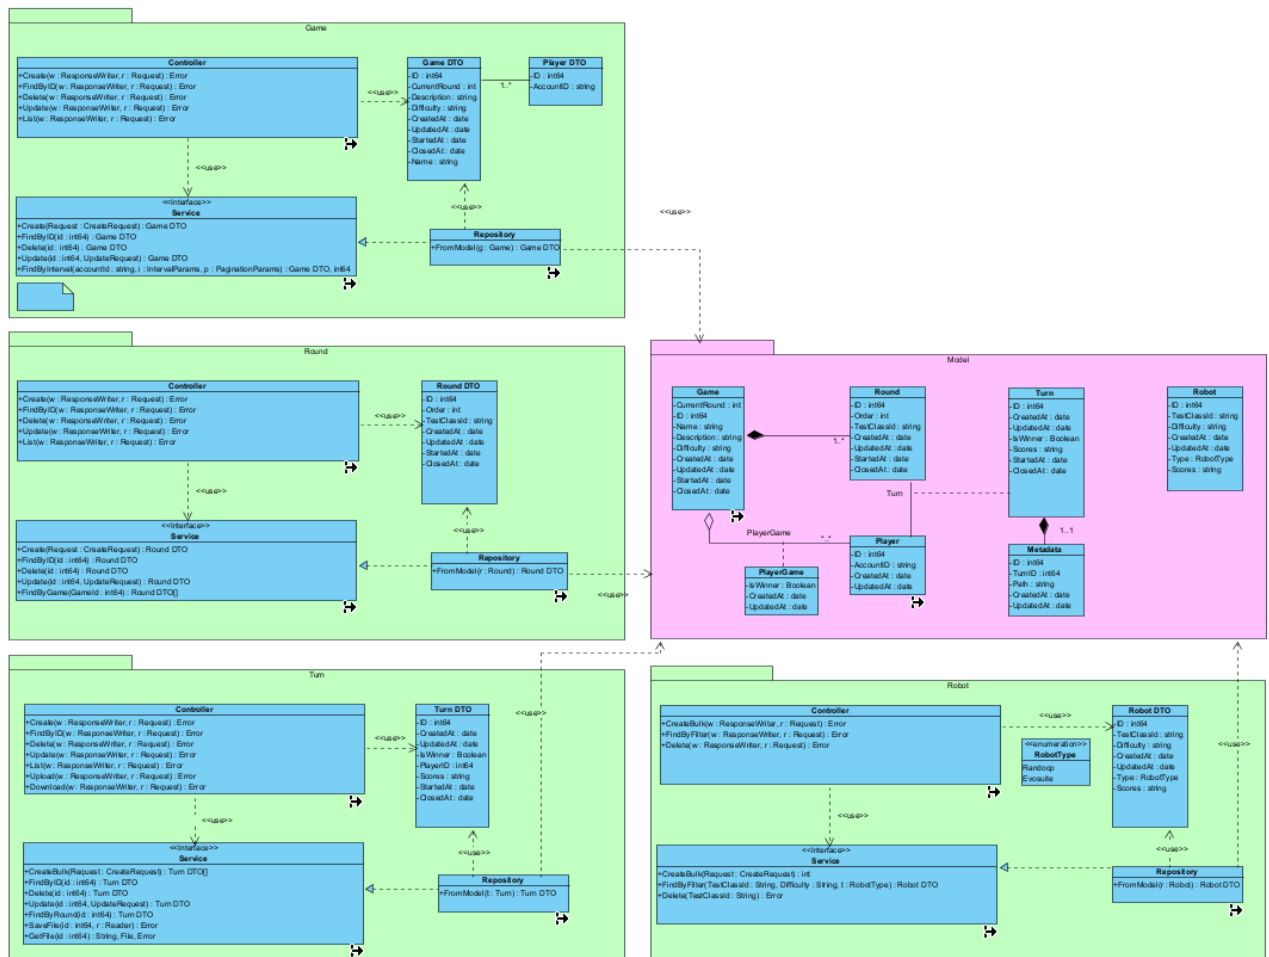 Game
Controller
+Create(w : ResponseWriter, r : Request) : Error
+FindByID(w : ResponseWriter, r : Request) : Error
+Delete(w : ResponseWriter, r : Request) : Error
+Update(w : ResponseWriter, r : Request) : Error
+List(w : ResponseWriter, r : Request) : Error
<<use>>
Game DTO
-ID : int64
-CurrentRound : int
-Description : string
-Difficulty : string
-CreatedAt : date
-UpdatedAt : date
-StartedAt : date
-ClosedAt : date
-Name : string
1..*
Player DTO
-ID : int64
-AccountID : string
<<use>>
<<Interface>>
Service
+Create(Request : CreateRequest) : Game DTO
+FindByID(id : int64) : Game DTO
+Delete(id : int64) : Game DTO
+Update(id : int64, UpdateRequest) : Game DTO
+FindByInterval(accountId : string, i : IntervalParams, p : PaginationParams) : Game DTO, int64
<<use>>
Repository
+FromModel(g : Game) : Game DTO
<<use>>
Round
Controller
+Create(w : ResponseWriter, r : Request) : Error
+FindByID(w : ResponseWriter, r : Request) : Error
+Delete(w : ResponseWriter, r : Request) : Error
+Update(w : ResponseWriter, r : Request) : Error
+List(w : ResponseWriter, r : Request) : Error
<<use>>
Round DTO
-ID : int64
-Order : int
-TestClassId : string
-CreatedAt : date
-UpdatedAt : date
-StartedAt : date
-ClosedAt : date
<<use>>
<<Interface>>
Service
+Create(Request : CreateRequest) : Round DTO
+FindByID(id : int64) : Round DTO
+Delete(id : int64) : Round DTO
+Update(id : int64, UpdateRequest) : Round DTO
+FindByGame(GameId : int64) : Round DTO[]
<<use>>
Repository
+FromModel(r : Round) : Round DTO
<<use>>
Model
Game
-CurrentRound : int
-ID : int64
-Name : string
-Description : string
-Difficulty : string
-CreatedAt : date
-UpdatedAt : date
-StartedAt : date
-ClosedAt : date
1..*
Round
-ID : int64
-Order : int
-TestClassId : string
-CreatedAt : date
-UpdatedAt : date
-StartedAt : date
-ClosedAt : date
Turn
Turn
-ID : int64
-CreatedAt : date
-UpdatedAt : date
-IsWinner : Boolean
-Scores : string
-StartedAt : date
-ClosedAt : date
Robot
-ID : int64
-TestClassId : string
-Difficulty : string
-CreatedAt : date
-UpdatedAt : date
-Type : RobotType
-Scores : string
PlayerGame
*..*
PlayerGame
-IsWinner : Boolean
-CreatedAt : date
-UpdatedAt : date
Player
-ID : int64
-AccountID : string
-CreatedAt : date
-UpdatedAt : date
1..1
Metadata
-ID : int64
-TurnID : int64
-Path : string
-CreatedAt : date
-UpdatedAt : date
Turn
Controller
+Create(w : ResponseWriter, r : Request) : Error
+FindByID(w : ResponseWriter, r : Request) : Error
+Delete(w : ResponseWriter, r : Request) : Error
+Update(w : ResponseWriter, r : Request) : Error
+List(w : ResponseWriter, r : Request) : Error
+Upload(w : ResponseWriter, r : Request) : Error
+Download(w : ResponseWriter, r : Request) : Error
<<use>>
Turn DTO
-ID : int64
-CreatedAt : date
-UpdatedAt : date
-IsWinner : Boolean
-PlayerID : int64
-Scores : string
-StartedAt : date
-ClosedAt : date
<<use>>
<<use>>
<<Interface>>
Service
+CreateBulk(Request : CreateRequest) : Turn DTO[]
+FindByID(id : int64) : Turn DTO
+Delete(id : int64) : Turn DTO
+Update(id : int64, UpdateRequest) : Turn DTO
+FindByRound(id : int64) : Turn DTO
+SaveFile(id : int64, r : Reader) : Error
+GetFile(id : int64) : String, File, Error
<<use>>
Repository
+FromModel(t : Turn) : Turn DTO
Robot
Controller
+CreateBulk(w : ResponseWriter, r : Request) : Error
+FindByFilter(w : ResponseWriter, r : Request) : Error
+Delete(w : ResponseWriter, r : Request) : Error
<<use>>
<<enumeration>>
RobotType
Randoop
Evosuite
Robot DTO
-ID : int64
-TestClassId : string
-Difficulty : string
-CreatedAt : date
-UpdatedAt : date
-Type : RobotType
-Scores : string
<<use>>
<<use>>
<<Interface>>
Service
+CreateBulk(Request : CreateRequest) : int
+FindByFilter(TestClassId : String, Difficulty : String, t : RobotType) : Robot DTO
+Delete(TestClassId : String) : Error
<<use>>
Repository
+FromModel(r : Robot) : Robot DTO